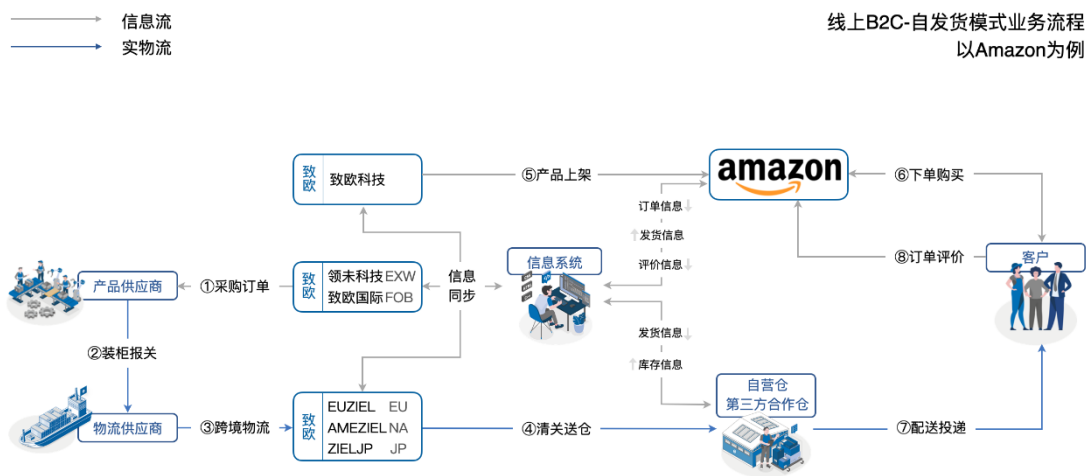 信息流
实物流
线上B2C-自发货模式业务流程
以Amazon为例
致欧
致欧科技
⑤产品上架
amazon
⑥下单购买
订单信息↓
↑发货信息
评价信息↓
⑧订单评价
客户
信息系统
产品供应商
①采购订单
致欧
领未科技EXW
致欧国际FOB
信息
同步
发货信息↓
↑库存信息
②装柜报关
自营仓
第三方合作仓
物流供应商
③跨境物流
致欧
EUZIEL EU
AMEZIEL NA
ZIELJP JP
④清关送仓
⑦配送投递